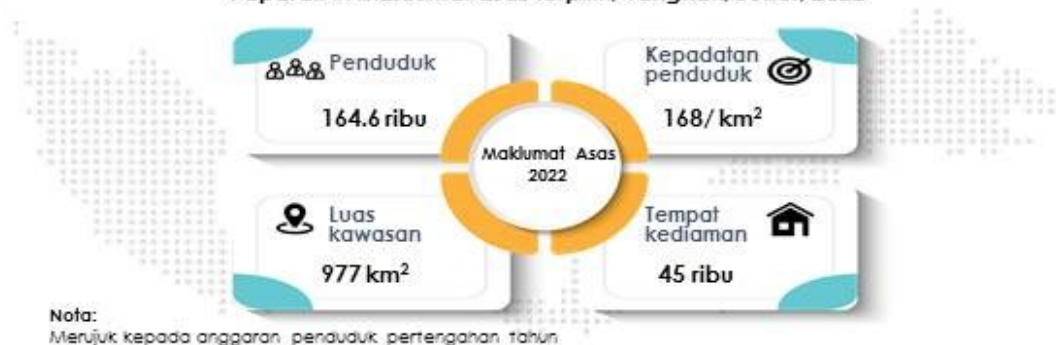 Penduduk
164.6 ribu
Kepadatan
penduduk
168/ km²
Maklumat Asas
2022
Luas
kawasan
977 km²
Tempat
kediaman
45 ribu
Nota:
Merujuk kepada anggaran penduduk pertengahan tahun